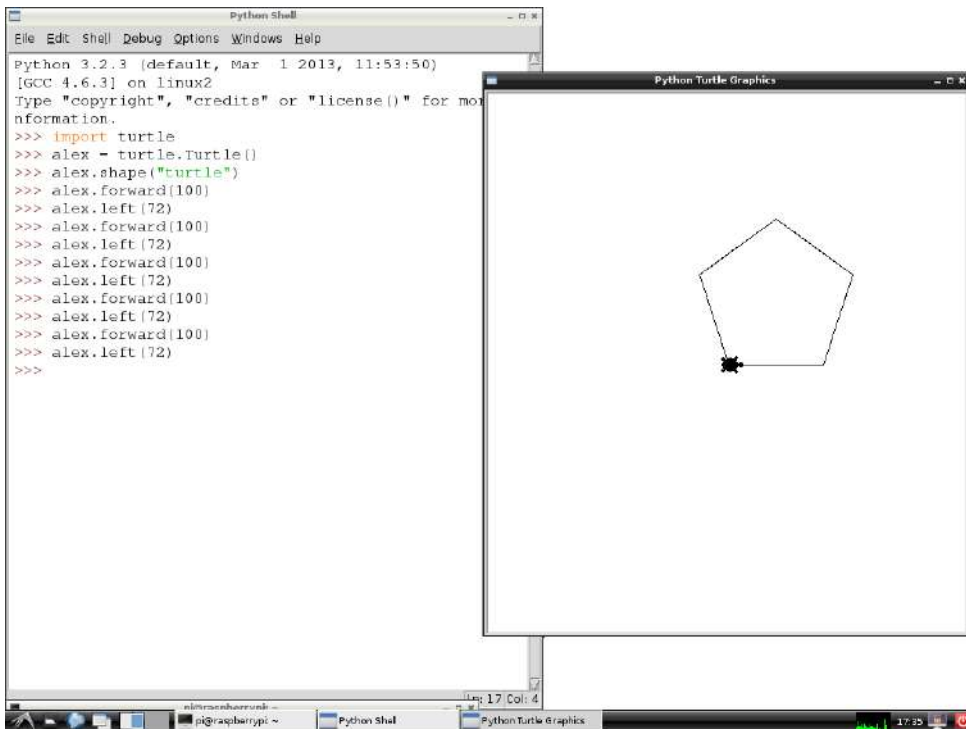 Python Shell
File Edit Shell Debug Options Windows Help
Python 3.2.3 (default, Mar  1 2013, 11:53:50)
[GCC 4.6.3] on linux2
Type "copyright", "credits" or "license()" for mor
nformation.
>>> import turtle
>>> alex = turtle.Turtle()
>>> alex.shape("turtle")
>>> alex.forward(100)
>>> alex.left(72)
>>> alex.forward(100)
>>> alex.left(72)
>>> alex.forward(100)
>>> alex.left(72)
>>> alex.forward(100)
>>> alex.left(72)
>>> alex.forward(100)
>>> alex.left(72)
>>>
Ln: 17 Col: 4
Python Turtle Graphics
pi@raspberrypi: ~
pi@raspberrypi: ~
Python Shell
Python Turtle Graphics
17:35